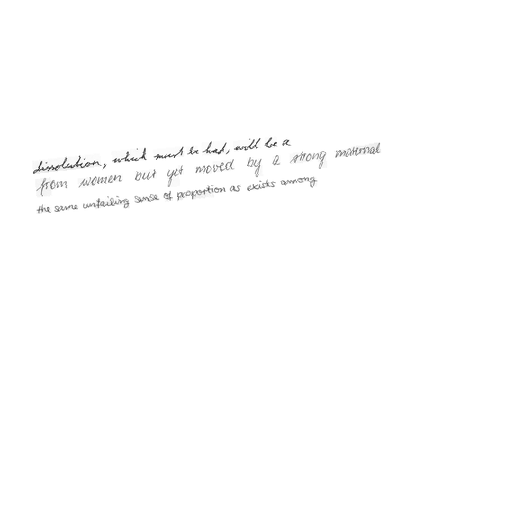 dissolution, which must be had, will be a
from women but yet moved by a strong maternal
the same unfailing sense of proportion as exists among